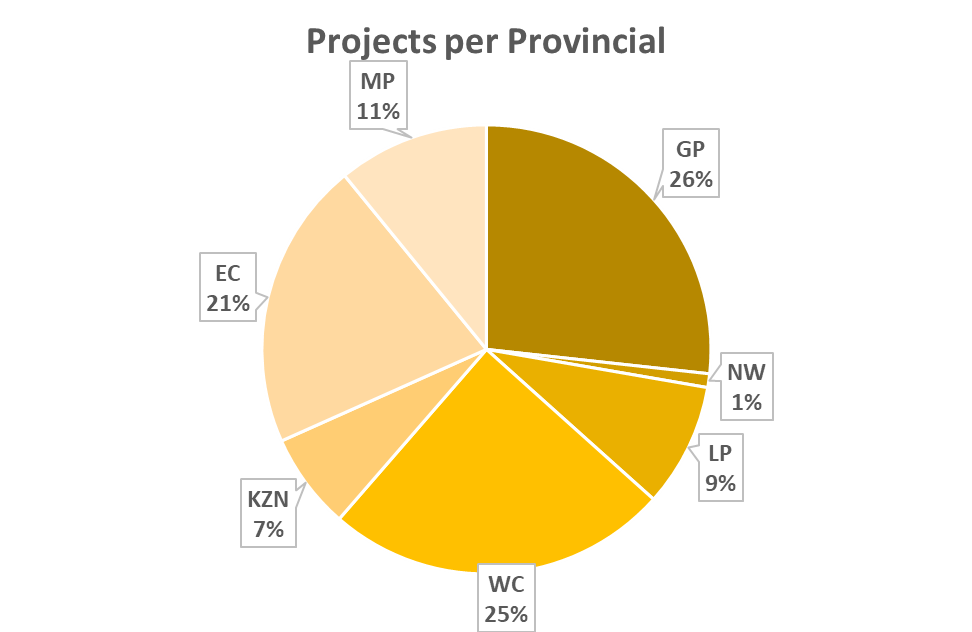 Projects per Provincial
MP
11%
GP
26%
EC
21%
NW
1%
LP
9%
KZN
7%
WC
25%